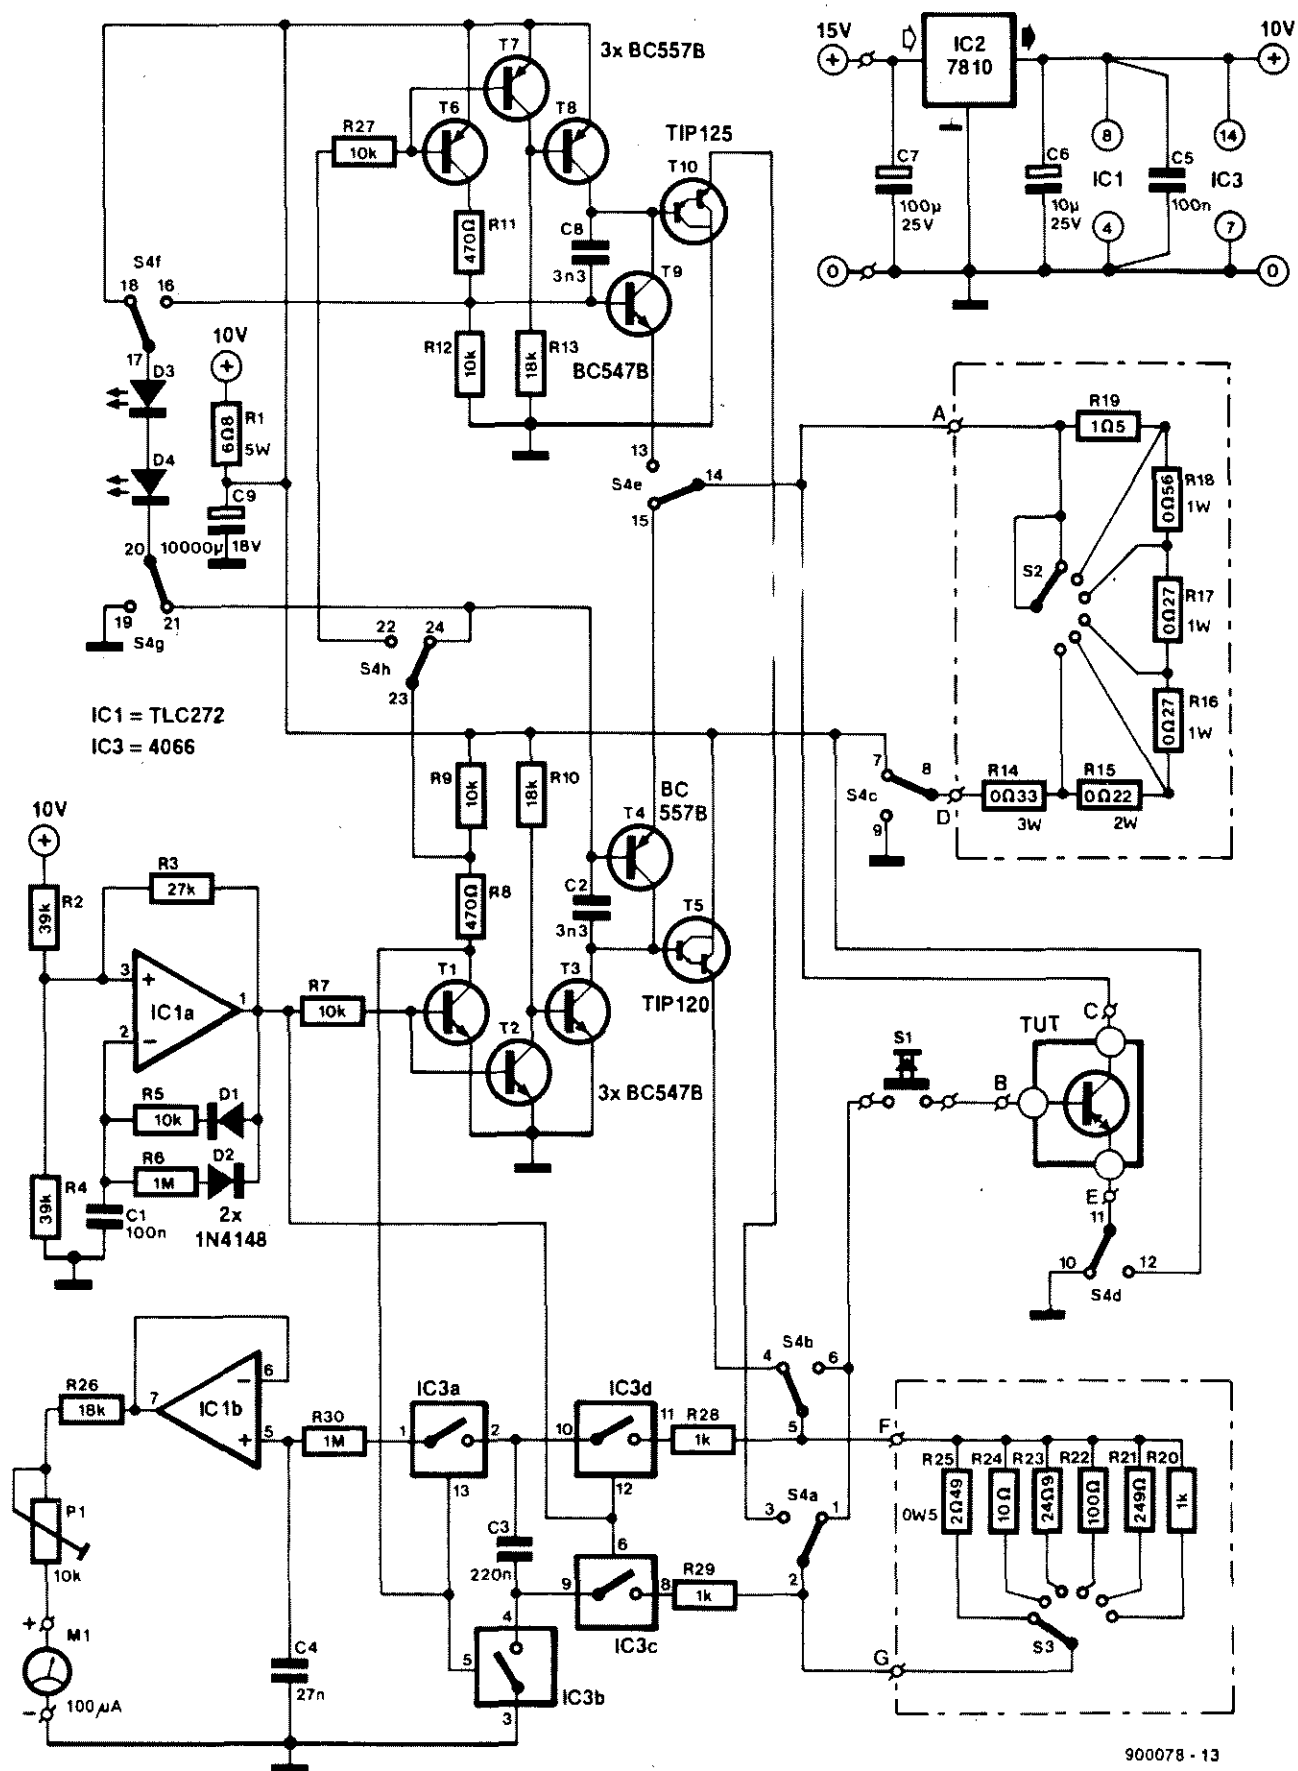 T7
3x BC557B
15V
IC2
7810
10V
T6
T8
R27
10k
TIP125
T10
8
14
C7
C6
C5
100µ
25V
10µ
25V
IC1
100n
IC3
4
7
470Ω
R11
C8
3n3
T9
0
0
S4f
18
16
17
10V
D3
R12
10k
18k
R13
BC547B
6Ω8
R1
5W
A
R19
1Ω5
D4
13
S4e
14
15
C9
10000µ
18V
20
0Ω56
R18
1W
S2
0Ω27
R17
1W
19
21
S4g
22
24
S4h
23
IC1 = TLC272
IC3 = 4066
0Ω27
R16
1W
R9
10k
18k
R10
7
8
S4c
9
D
R14
0Ω33
3W
R15
0Ω22
2W
10V
BC
557B
T4
R3
27k
R2
39k
470Ω
R8
C2
3n3
T5
3
+
IC1a
1
2
−
R7
10k
T1
T3
T2
TIP120
C
TUT
S1
B
R5
10k
D1
3x BC547B
R6
1M
D2
R4
39k
C1
100n
2x
1N4148
E
11
10
12
S4d
S4b
4
6
5
R26
18k
7
IC1b
−
6
+
5
R30
1M
IC3a
1
2
13
IC3d
10
11
12
R28
1k
F
R25
R24
R23
R22
R21
R20
0W5
2Ω49
10Ω
24Ω9
100Ω
249Ω
1k
P1
10k
3
S4a
1
2
C3
220n
6
9
8
IC3c
R29
1k
4
5
IC3b
3
+
M1
−
100µA
C4
27n
G
S3
900078 - 13